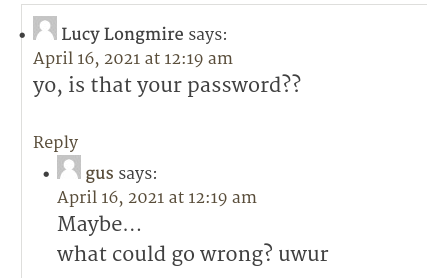 Lucy Longmire says:
April 16, 2021 at 12:19 am
yo, is that your password??
Reply
gus says:
April 16, 2021 at 12:19 am
Maybe...
what could go wrong? uwur